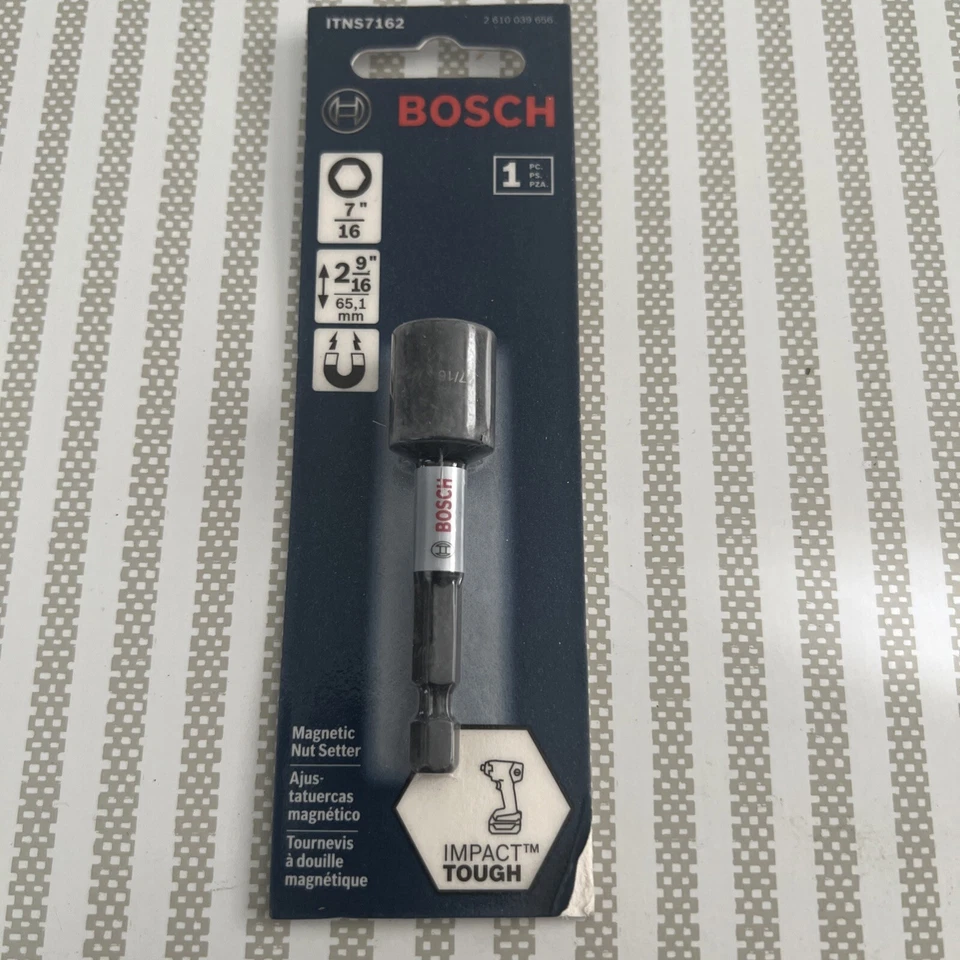 ITNS7162 2 610 039 656
BOSCH
1 PC.
PS.
PZA.
7"
16
2 9"
16
65,1
mm
7/16
BOSCH
Magnetic
Nut Setter
Ajus-
tatuercas
magnético
Tournevis
à douille
magnétique
IMPACT™
TOUGH